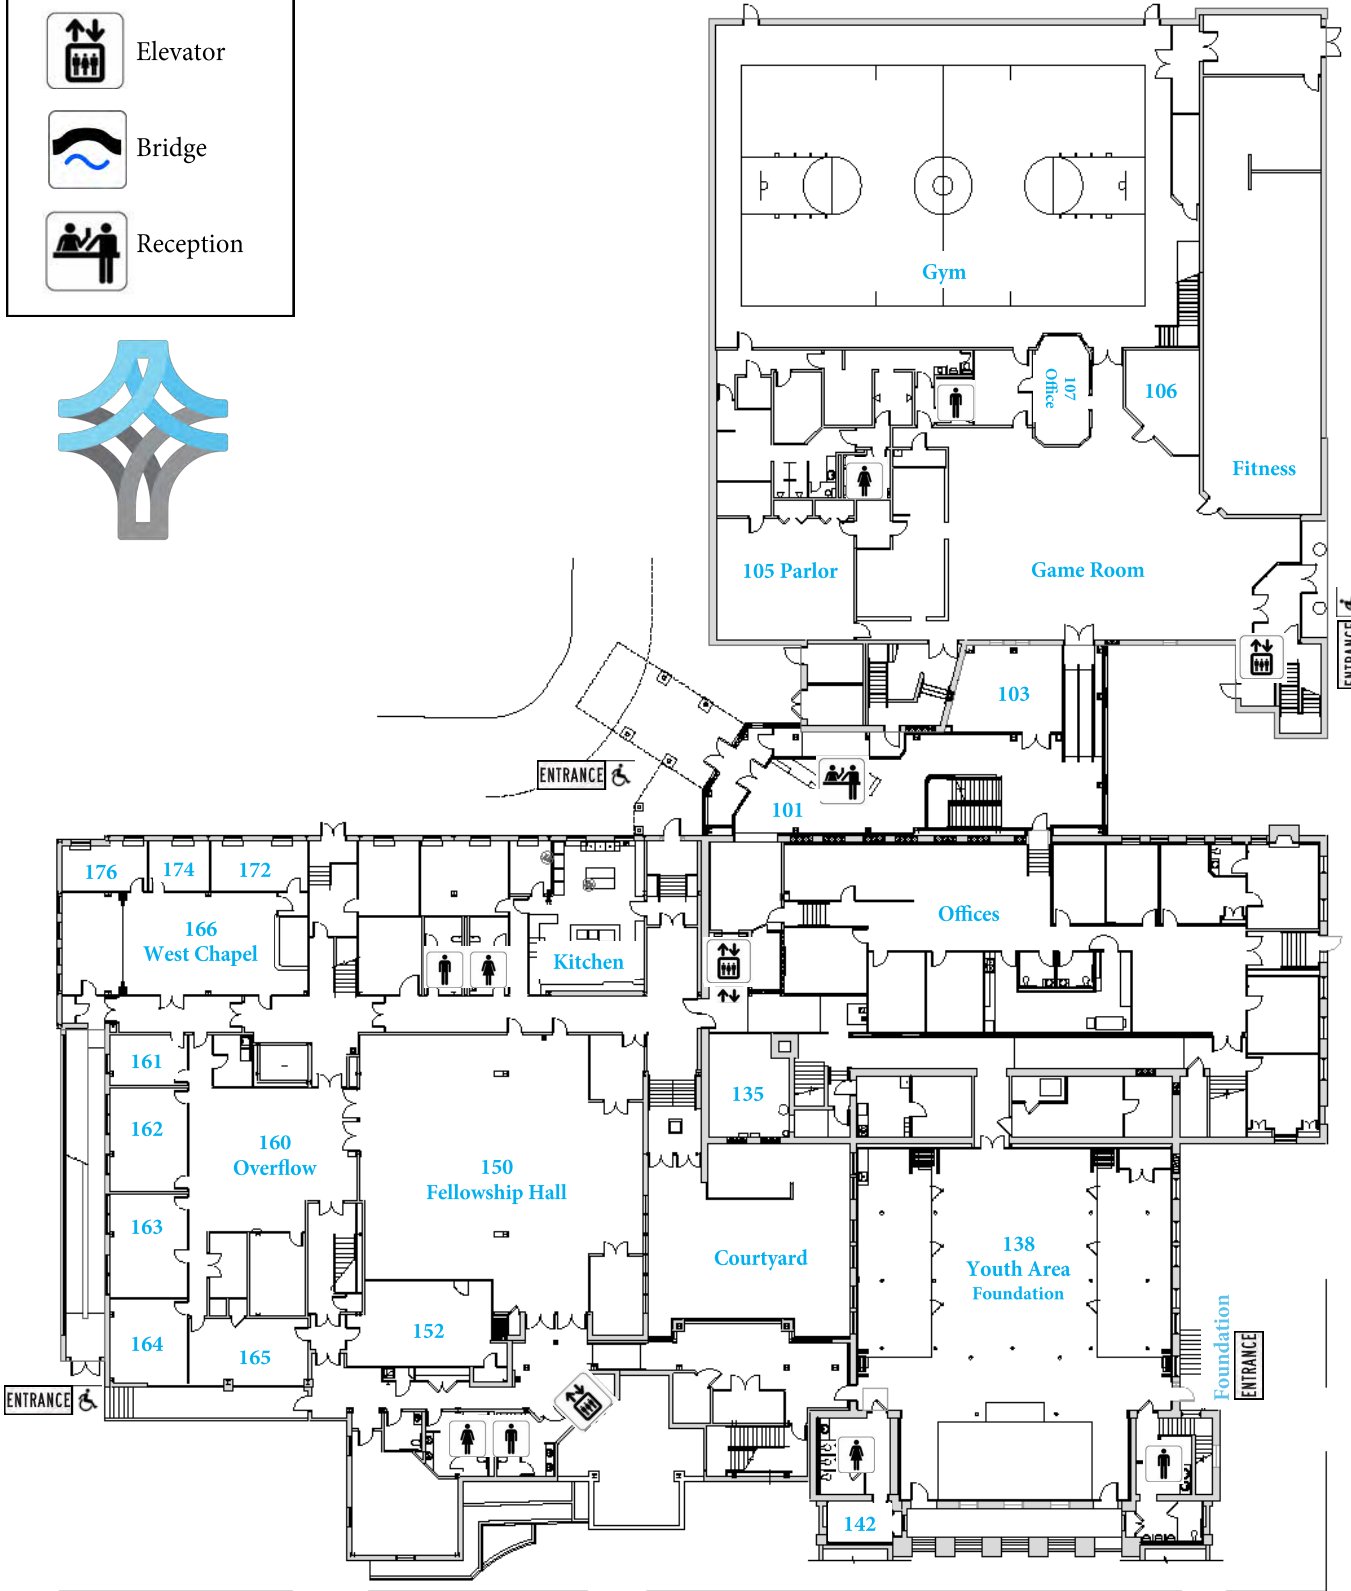 Elevator
Bridge
Reception
Gym
107
Office
106
Fitness
105 Parlor
Game Room
ENTRANCE
103
ENTRANCE
101
176
174
172
166
West Chapel
Kitchen
Offices
161
135
162
160
Overflow
150
Fellowship Hall
163
138
Youth Area
Foundation
Courtyard
164
165
152
Foundation
ENTRANCE
ENTRANCE
142